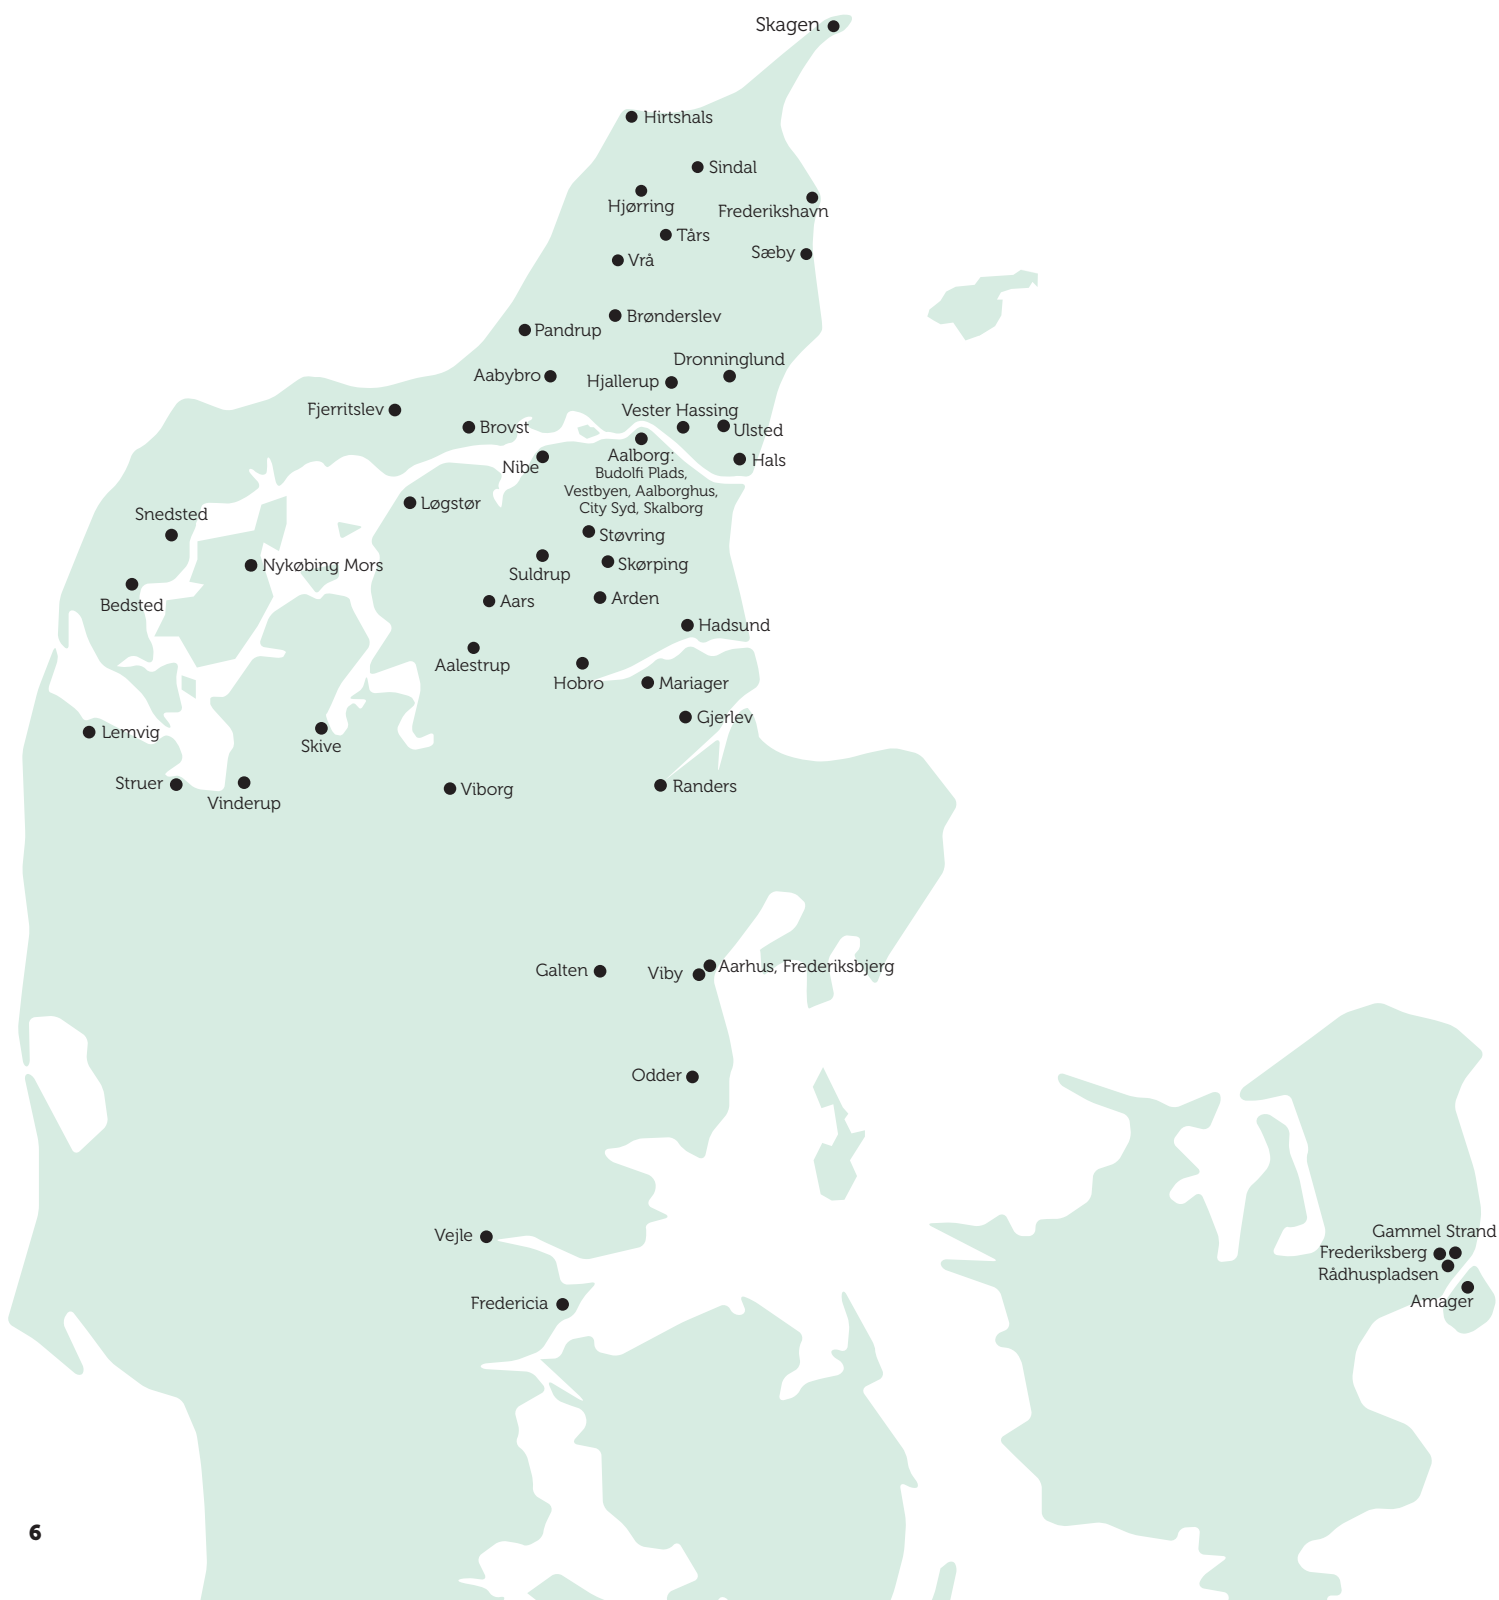 Skagen
Hirtshals
Sindal
Hjørring
Frederikshavn
Tårs
Sæby
Vrå
Brønderslev
Pandrup
Dronninglund
Aabybro
Hjallerup
Fjerritslev
Vester Hassing
Brovst
Ulsted
Aalborg:
Budolfi Plads,
Vestbyen, Aalborghus,
City Syd, Skalborg
Hals
Nibe
Løgstør
Snedsted
Støvring
Nykøbing Mors
Skørping
Suldrup
Bedsted
Aars
Arden
Hadsund
Aalestrup
Hobro
Mariager
Gjerlev
Lemvig
Skive
Struer
Vinderup
Viborg
Randers
Galten
Viby
Aarhus, Frederiksbjerg
Odder
Vejle
Gammel Strand
Frederiksberg
Rådhuspladsen
Amager
Fredericia
6